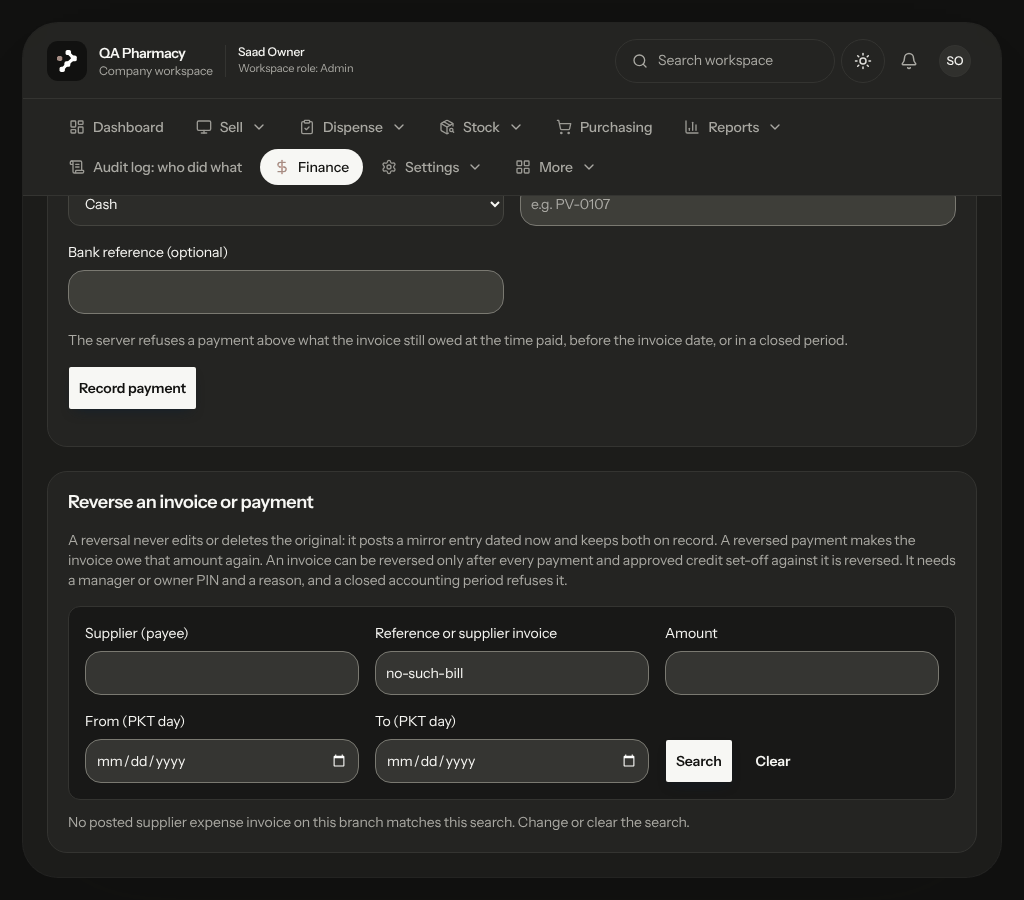 QA Pharmacy
Company workspace
Saad Owner
Workspace role: Admin
Search workspace
SO
Dashboard
Sell
Dispense
Stock
Purchasing
Reports
Audit log: who did what
Finance
Settings
More
Cash
e.g. PV-0107
Bank reference (optional)
The server refuses a payment above what the invoice still owed at the time paid, before the invoice date, or in a closed period.
Record payment
Reverse an invoice or payment
A reversal never edits or deletes the original: it posts a mirror entry dated now and keeps both on record. A reversed payment makes the
invoice owe that amount again. An invoice can be reversed only after every payment and approved credit set-off against it is reversed. It needs
a manager or owner PIN and a reason, and a closed accounting period refuses it.
Supplier (payee)
Reference or supplier invoice
Amount
no-such-bill
From (PKT day)
To (PKT day)
mm/dd/yyyy
mm/dd/yyyy
Search
Clear
No posted supplier expense invoice on this branch matches this search. Change or clear the search.